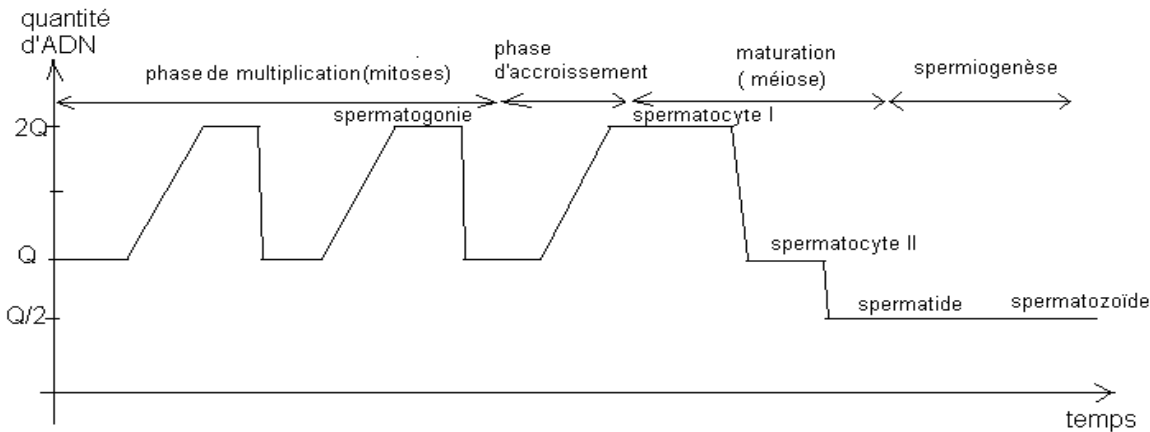 quantité
d'ADN
phase de multiplication(mitoses)
phase
d'accroissement
maturation
( méiose)
spermiogenèse
2Q
spermatogonie
spermatocyte I
Q
spermatocyte II
Q/2
spermatide
spermatozoïde
temps